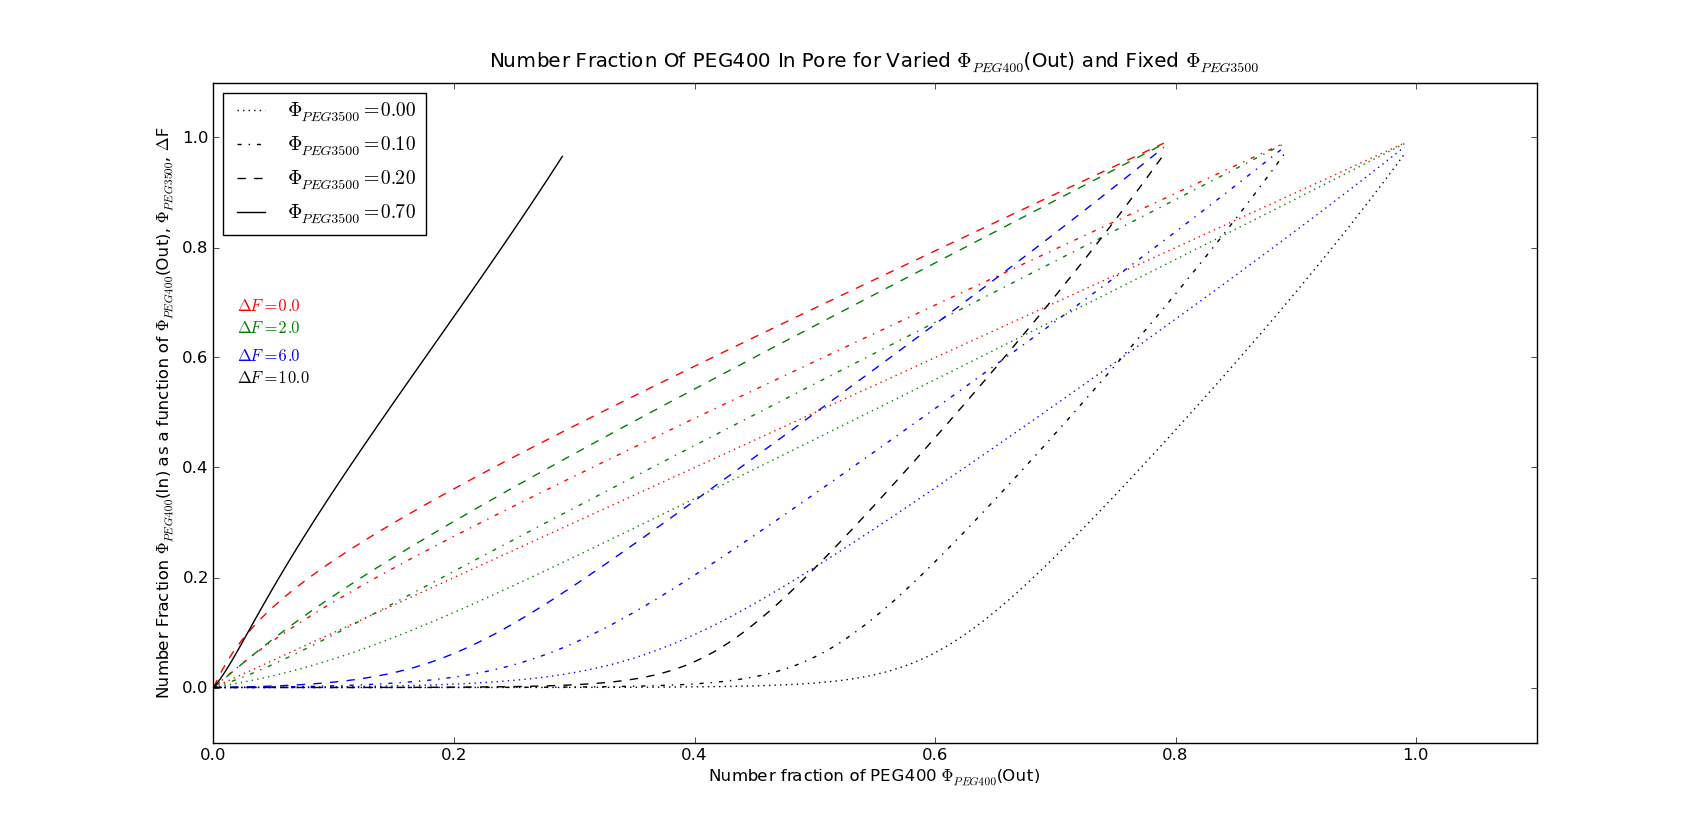 Number Fraction Of PEG400 In Pore for Varied Φ_PEG400(Out) and Fixed Φ_PEG3500
Number Fraction Φ_PEG400(In) as a function of Φ_PEG400(Out), Φ_PEG3500, ΔF
Φ_PEG3500 =0.00
Φ_PEG3500 =0.10
Φ_PEG3500 =0.20
Φ_PEG3500 =0.70
ΔF=0.0
ΔF=2.0
ΔF=6.0
ΔF=10.0
1.0
0.8
0.6
0.4
0.2
0.0
0.0 0.2 0.4 0.6 0.8 1.0
Number fraction of PEG400 Φ_PEG400(Out)